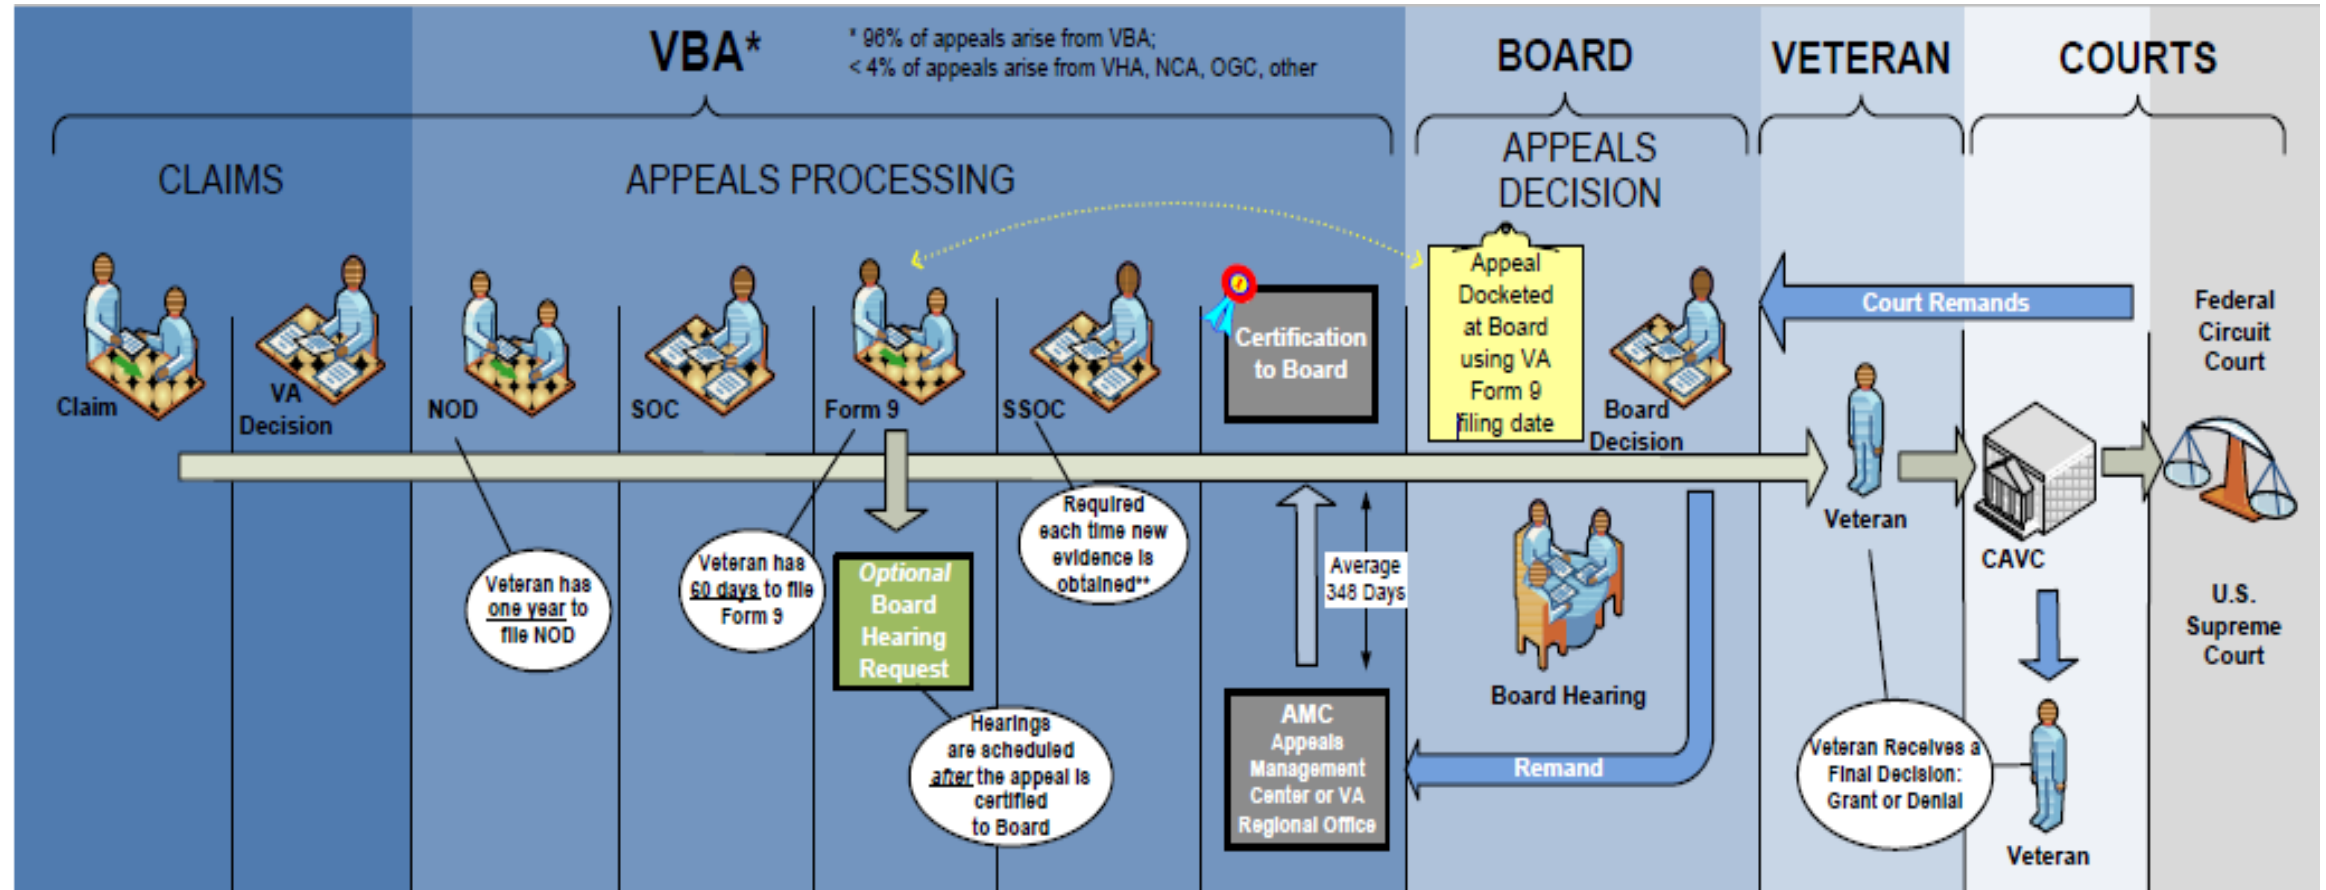 VBA*
* 96% of appeals arise from VBA;
< 4% of appeals arise from VHA, NCA, OGC, other
BOARD
VETERAN
COURTS
CLAIMS
APPEALS PROCESSING
APPEALS
DECISION
Claim
VA
Decision
NOD
SOC
Form 9
SSOC
Certification
to Board
Appeal
Docketed
at Board
using VA
Form 9
filing date
Board
Decision
Court Remands
Federal
Circuit
Court
Veteran has
one year to
file NOD
Veteran has
60 days to file
Form 9
Optional
Board
Hearing
Request
Hearings
are scheduled
after the appeal is
certified
to Board
Required
each time new
evidence is
obtained**
Average
348 Days
AMC
Appeals
Management
Center or VA
Regional Office
Board Hearing
Remand
Veteran
CAVC
U.S.
Supreme
Court
Veteran Receives a
Final Decision:
Grant or Denial
Veteran